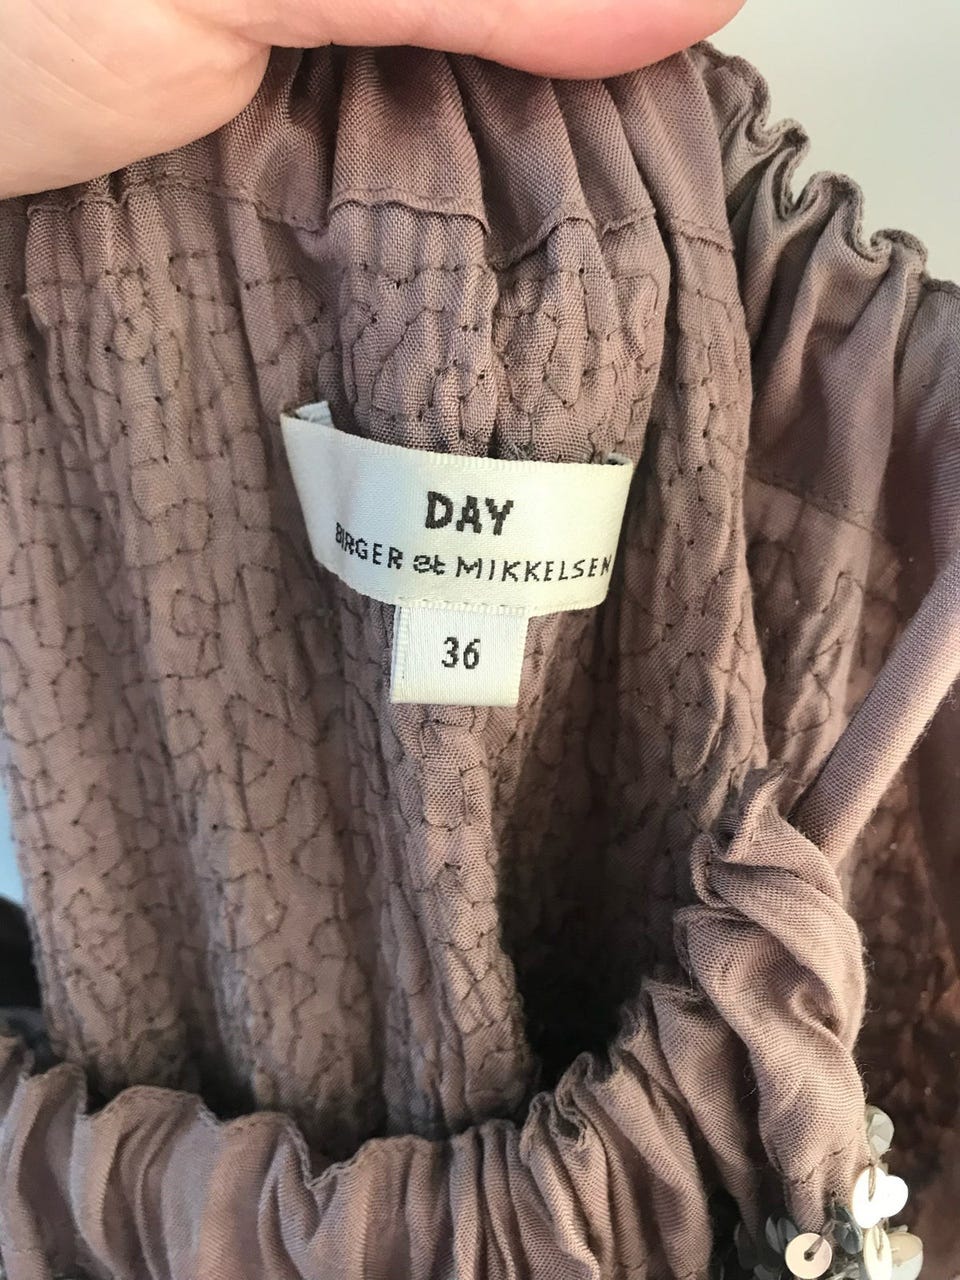 DAY
BIRGER et MIKKELSEN
36